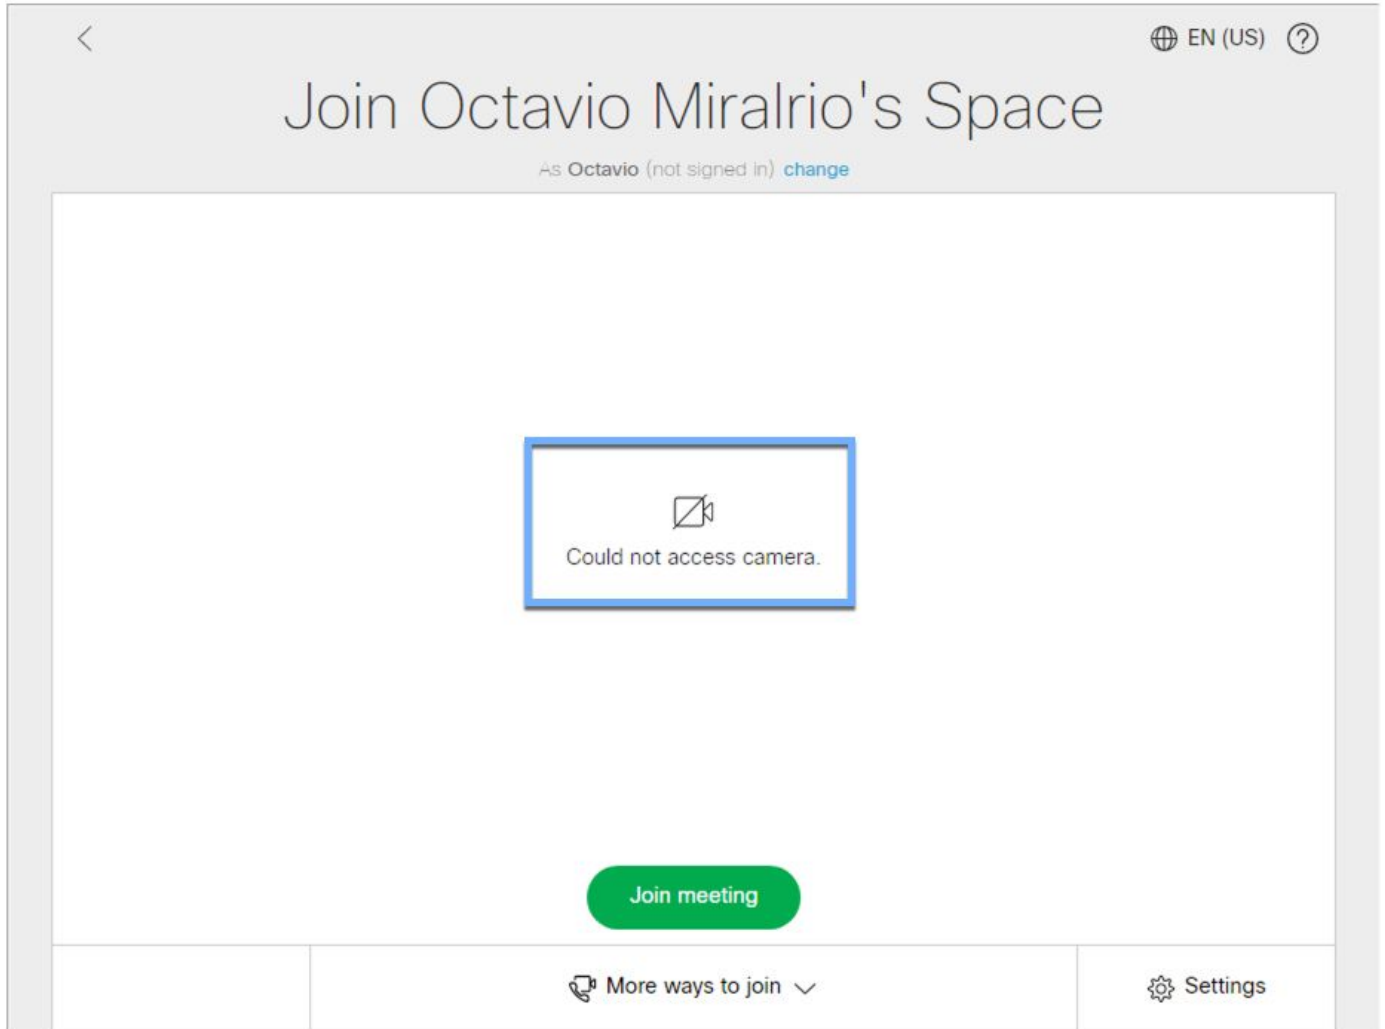 EN (US)
Join Octavio Miralrio's Space
As Octavio (not signed in) change
Could not access camera.
Join meeting
More ways to join
Settings